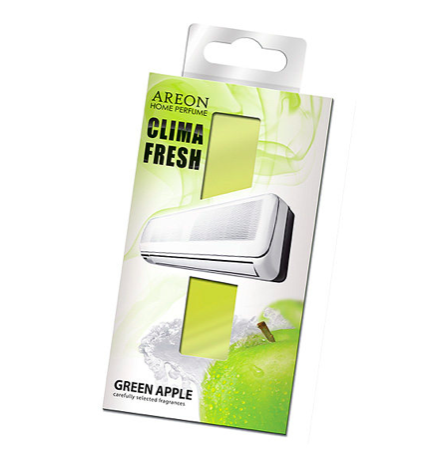 AREON
HOME PERFUME
CLIMA
FRESH
GREEN APPLE
carefully selected fragrances